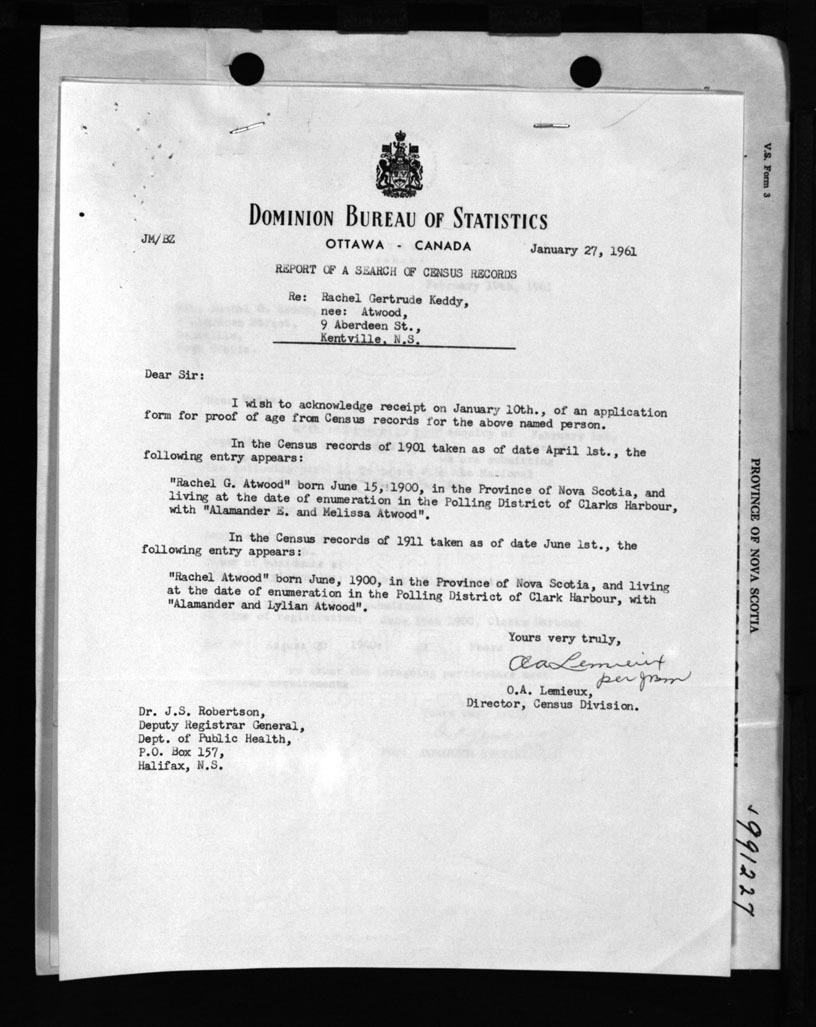 DOMINION BUREAU OF STATISTICS
JM/BZ
OTTAWA - CANADA
January 27, 1961
REPORT OF A SEARCH OF CENSUS RECORDS
Re: Rachel Gertrude Keddy,
nee: Atwood,
9 Aberdeen St.,
Kentville, N.S.
Dear Sir:
I wish to acknowledge receipt on January 10th., of an application
form for proof of age from Census records for the above named person.
In the Census records of 1901 taken as of date April 1st., the
following entry appears:
"Rachel G. Atwood" born June 15, 1900, in the Province of Nova Scotia, and
living at the date of enumeration in the Polling District of Clarks Harbour,
with "Alamander E. and Melissa Atwood".
In the Census records of 1911 taken as of date June 1st., the
following entry appears:
"Rachel Atwood" born June, 1900, in the Province of Nova Scotia, and living
at the date of enumeration in the Polling District of Clark Harbour, with
"Alamander and Lylian Atwood".
Yours very truly,
OA Lemieux
per
O.A. Lemieux,
Director, Census Division.
Dr. J.S. Robertson,
Deputy Registrar General,
Dept. of Public Health,
P.O. Box 157,
Halifax, N.S.
V.S. Form 3
PROVINCE OF NOVA SCOTIA
991227